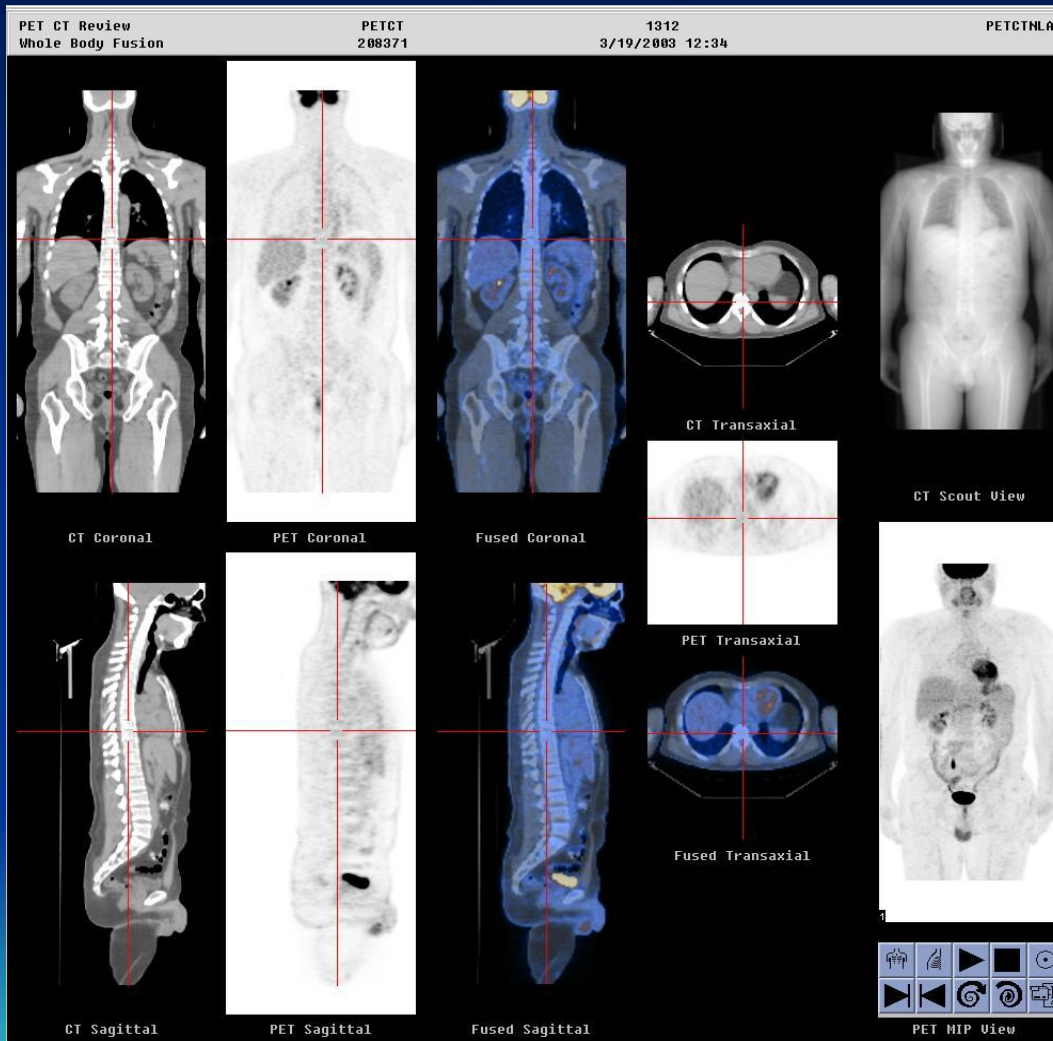 PET CT Review PETCT 1312 PETCTNLA
Whole Body Fusion 208371 3/19/2003 12:34
CT Transaxial
CT Scout View
CT Coronal PET Coronal Fused Coronal
PET Transaxial
Fused Transaxial
1
CT Sagittal PET Sagittal Fused Sagittal PET MIP View